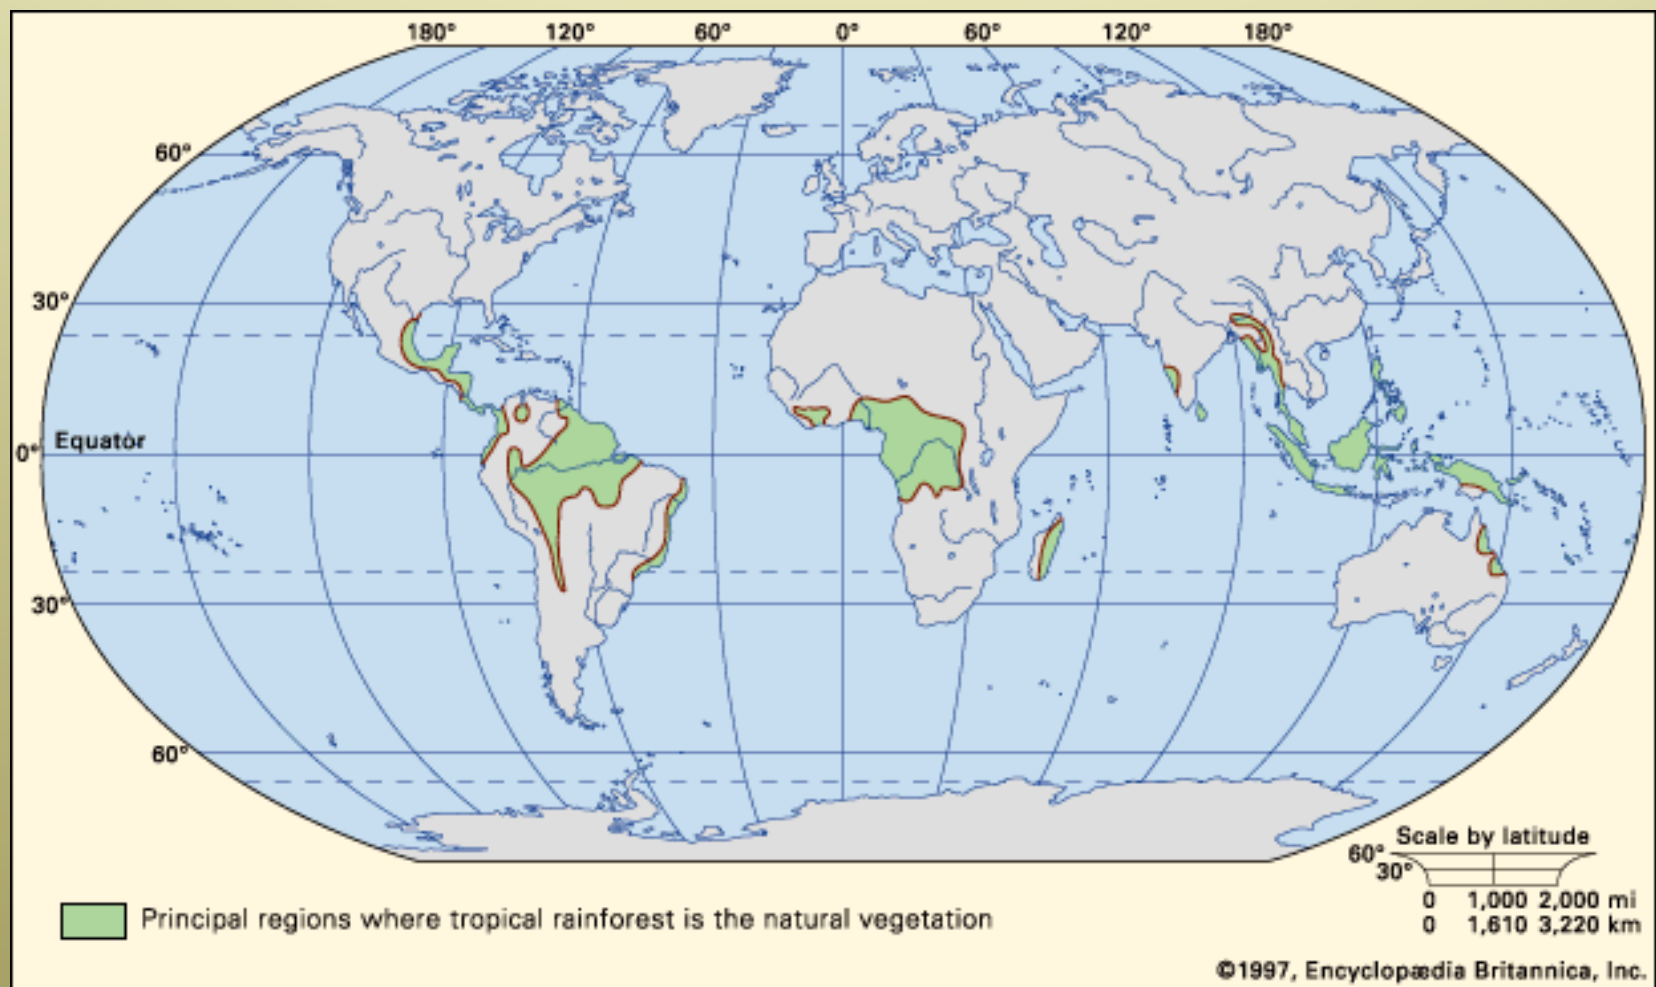 180° 120° 60° 0° 60° 120° 180°
60°
30°
Equator
0°
30°
60°
Scale by latitude
60°
30°
0 1,000 2,000 mi
0 1,610 3,220 km
Principal regions where tropical rainforest is the natural vegetation
©1997, Encyclopædia Britannica, Inc.